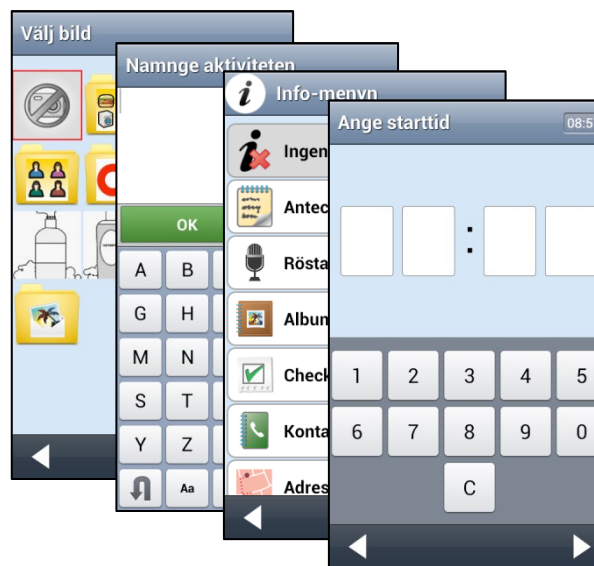 Välj bild
Namnge aktiviteten
OK
A B
G H
M N
S T
Y Z
Aa
i Info-menyn
Ingen
Antec
Rösta
Album
Check
Konta
Adres
Ange starttid 08:5
:
1 2 3 4 5
6 7 8 9 0
C